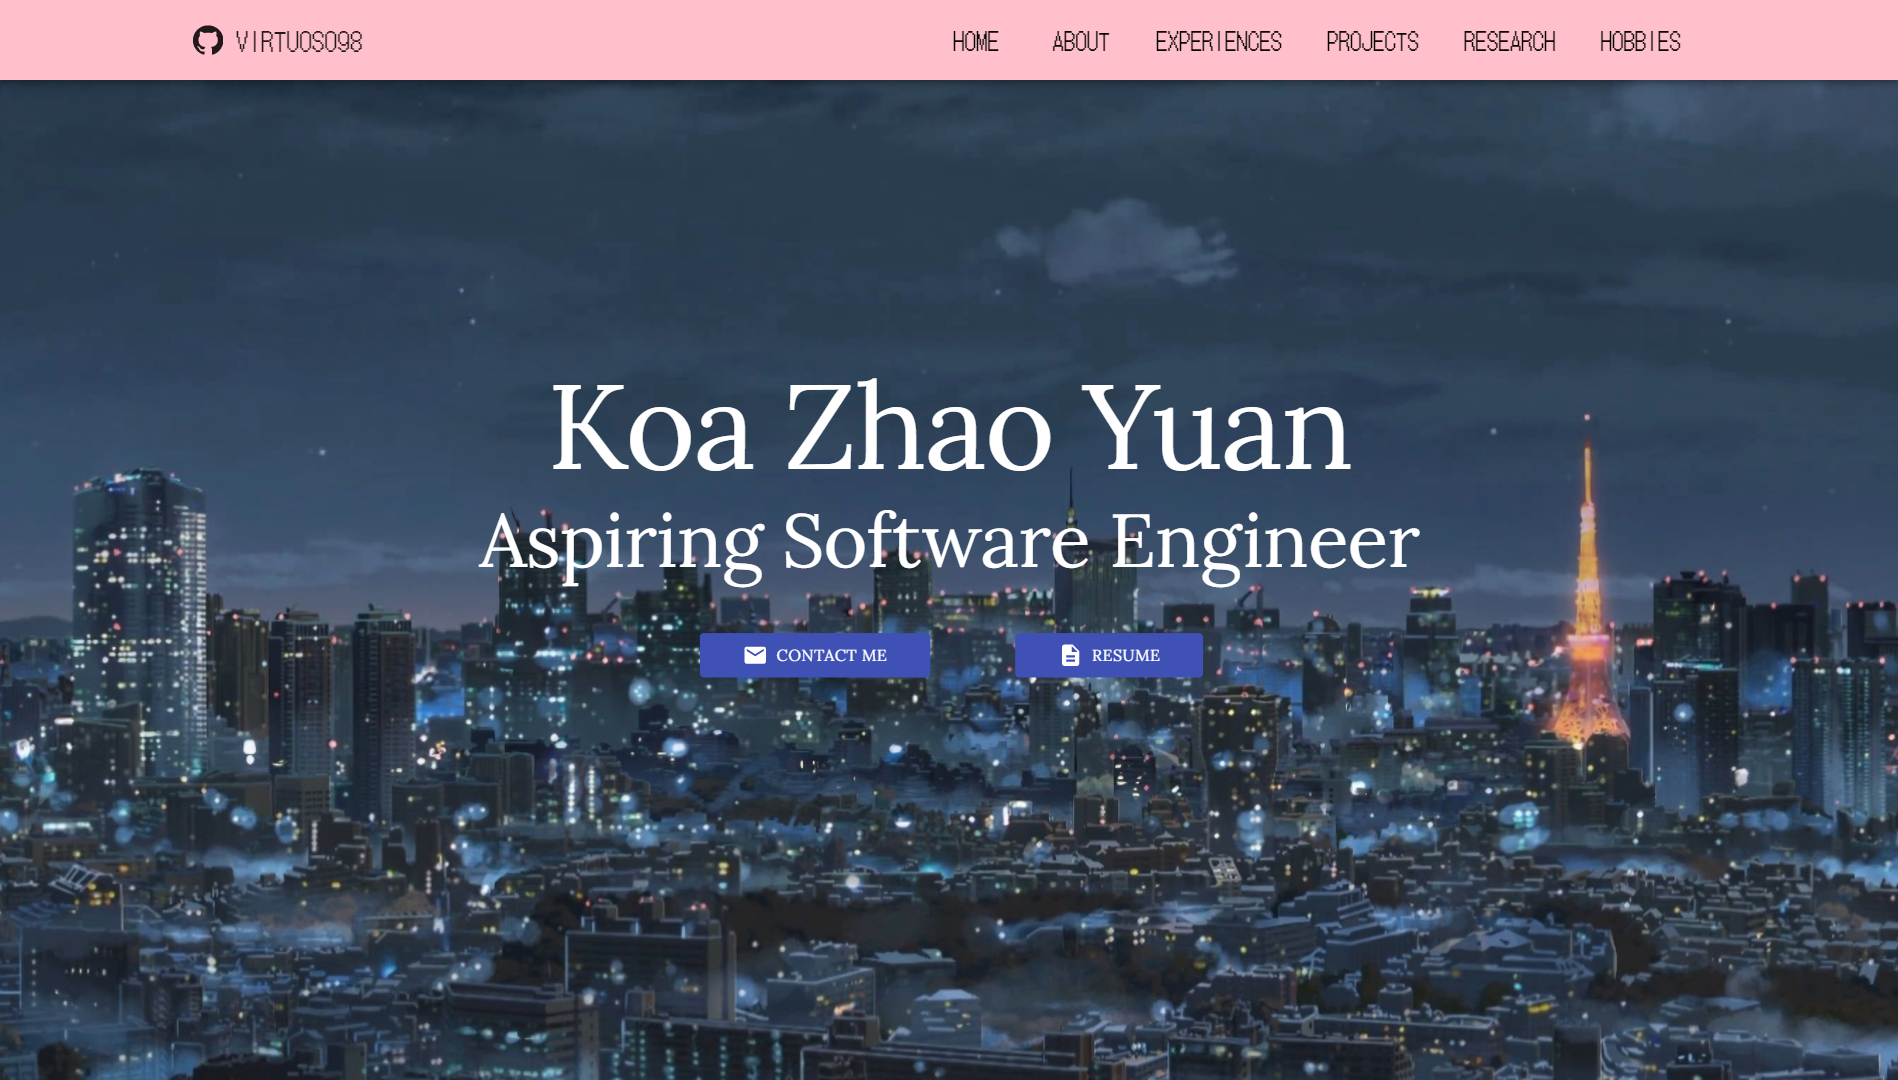 VIRTUOSO98
HOME ABOUT EXPERIENCES PROJECTS RESEARCH HOBBIES
Koa Zhao Yuan
Aspiring Software Engineer
CONTACT ME RESUME